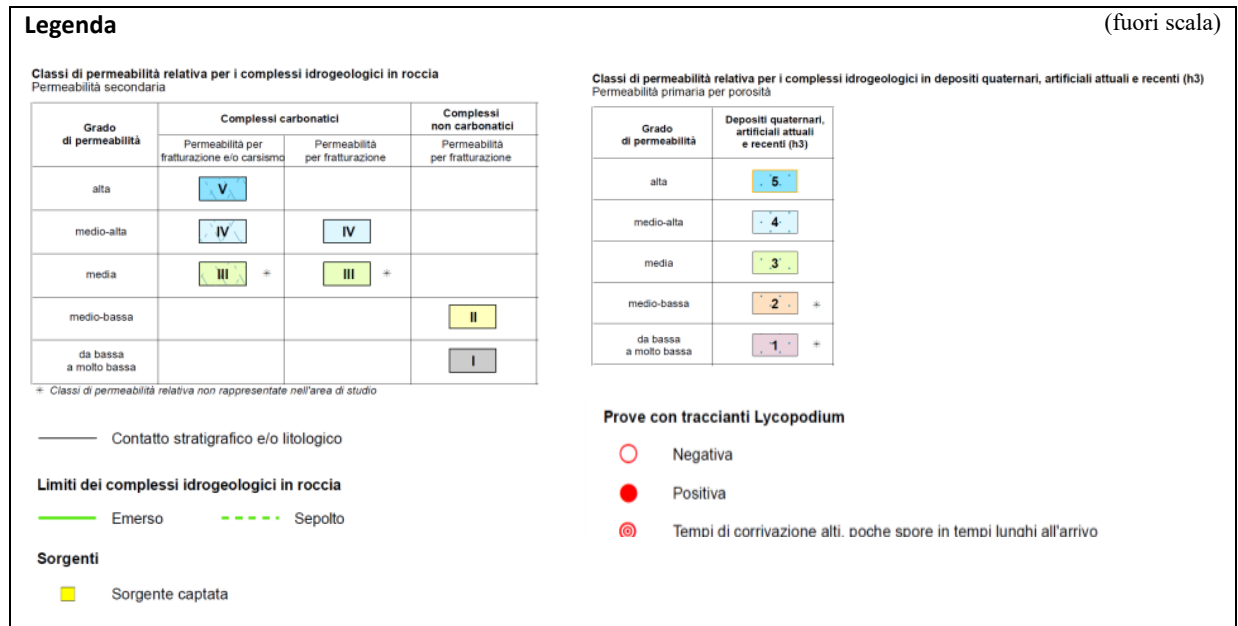 Legenda
(fuori scala)
Classi di permeabilità relativa per i complessi idrogeologici in roccia
Permeabilità secondaria
Grado
di permeabilità
Complessi carbonatici
Complessi
non carbonatici
Permeabilità per
fratturazione e/o carsismo
Permeabilità
per fratturazione
Permeabilità
per fratturazione
alta
V
medio-alta
IV
IV
media
III *
III *
medio-bassa
II
da bassa
a molto bassa
I
* Classi di permeabilità relativa non rappresentate nell'area di studio
Contatto stratigrafico e/o litologico
Limiti dei complessi idrogeologici in roccia
Emerso
Sepolto
Sorgenti
Sorgente captata
Classi di permeabilità relativa per i complessi idrogeologici in depositi quaternari, artificiali attuali e recenti (h3)
Permeabilità primaria per porosità
Grado
di permeabilità
Depositi quaternari,
artificiali attuali
e recenti (h3)
alta
5
medio-alta
4
media
3
medio-bassa
2 *
da bassa
a molto bassa
1 *
Prove con traccianti Lycopodium
Negativa
Positiva
Tempi di corrivazione alti, poche spore in tempi lunghi all'arrivo